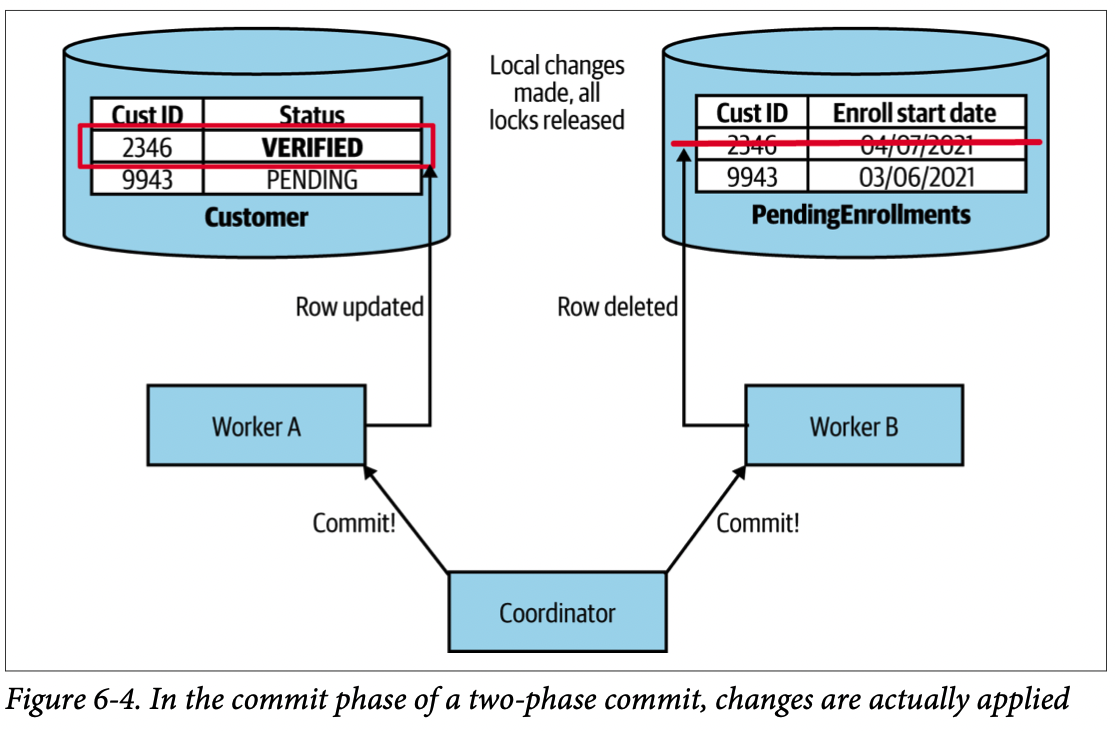 Local changes
made, all
locks released
Cust ID Status
2346 VERIFIED
9943 PENDING
Customer
Cust ID Enroll start date
2346 04/07/2021
9943 03/06/2021
PendingEnrollments
Row updated
Row deleted
Worker A
Worker B
Commit!
Commit!
Coordinator
Figure 6-4. In the commit phase of a two-phase commit, changes are actually applied